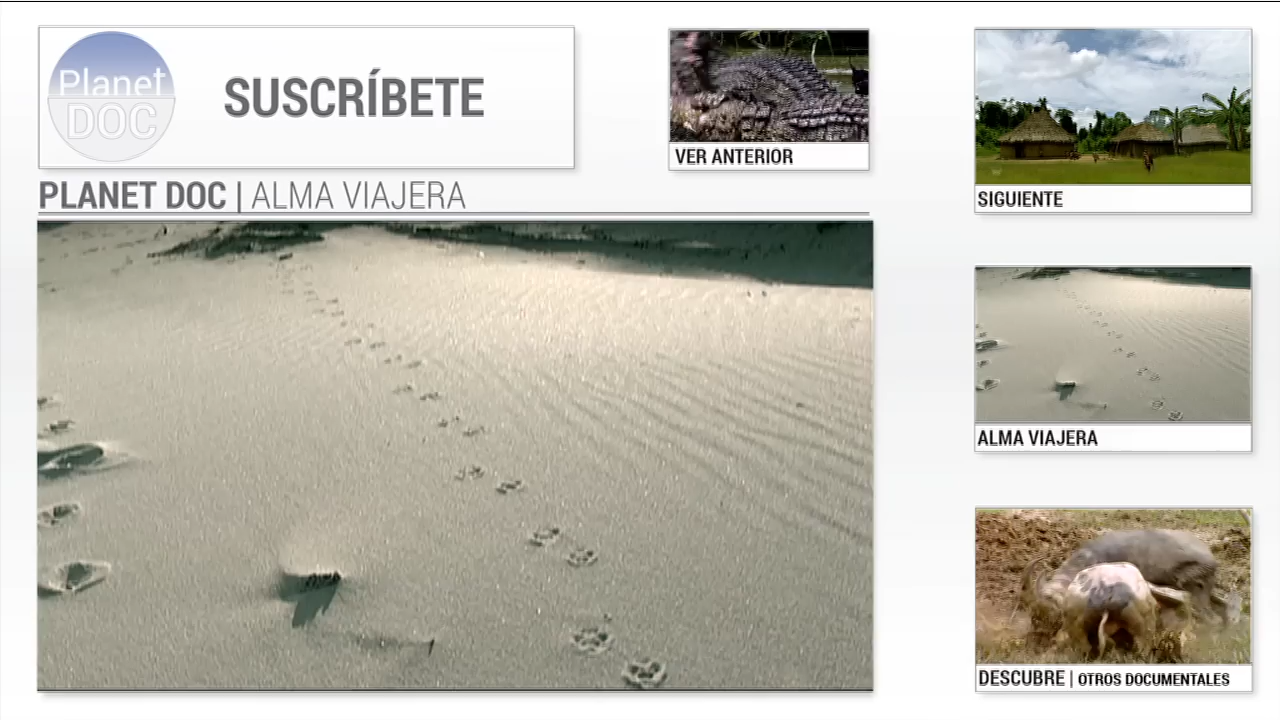 Planet
DOC
SUSCRÍBETE
VER ANTERIOR
PLANET DOC | ALMA VIAJERA
SIGUIENTE
ALMA VIAJERA
DESCUBRE | OTROS DOCUMENTALES